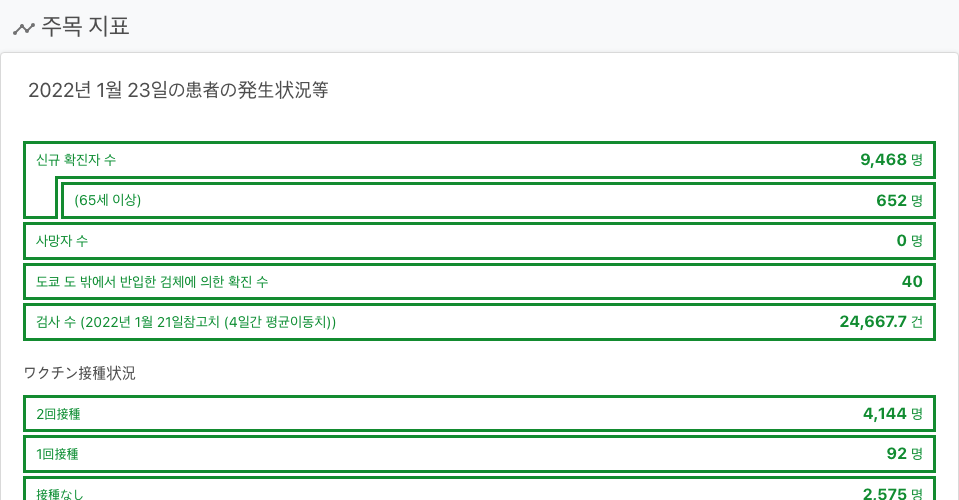 주목 지표
2022년 1월 23일の患者の発生状況等
신규 확진자 수 9,468 명
(65세 이상) 652 명
사망자 수 0 명
도쿄 도 밖에서 반입한 검체에 의한 확진 수 40
검사 수 (2022년 1월 21일참고치 (4일간 평균이동치)) 24,667.7 건
ワクチン接種状況
2回接種 4,144 명
1回接種 92 명
接種なし 2,575 명